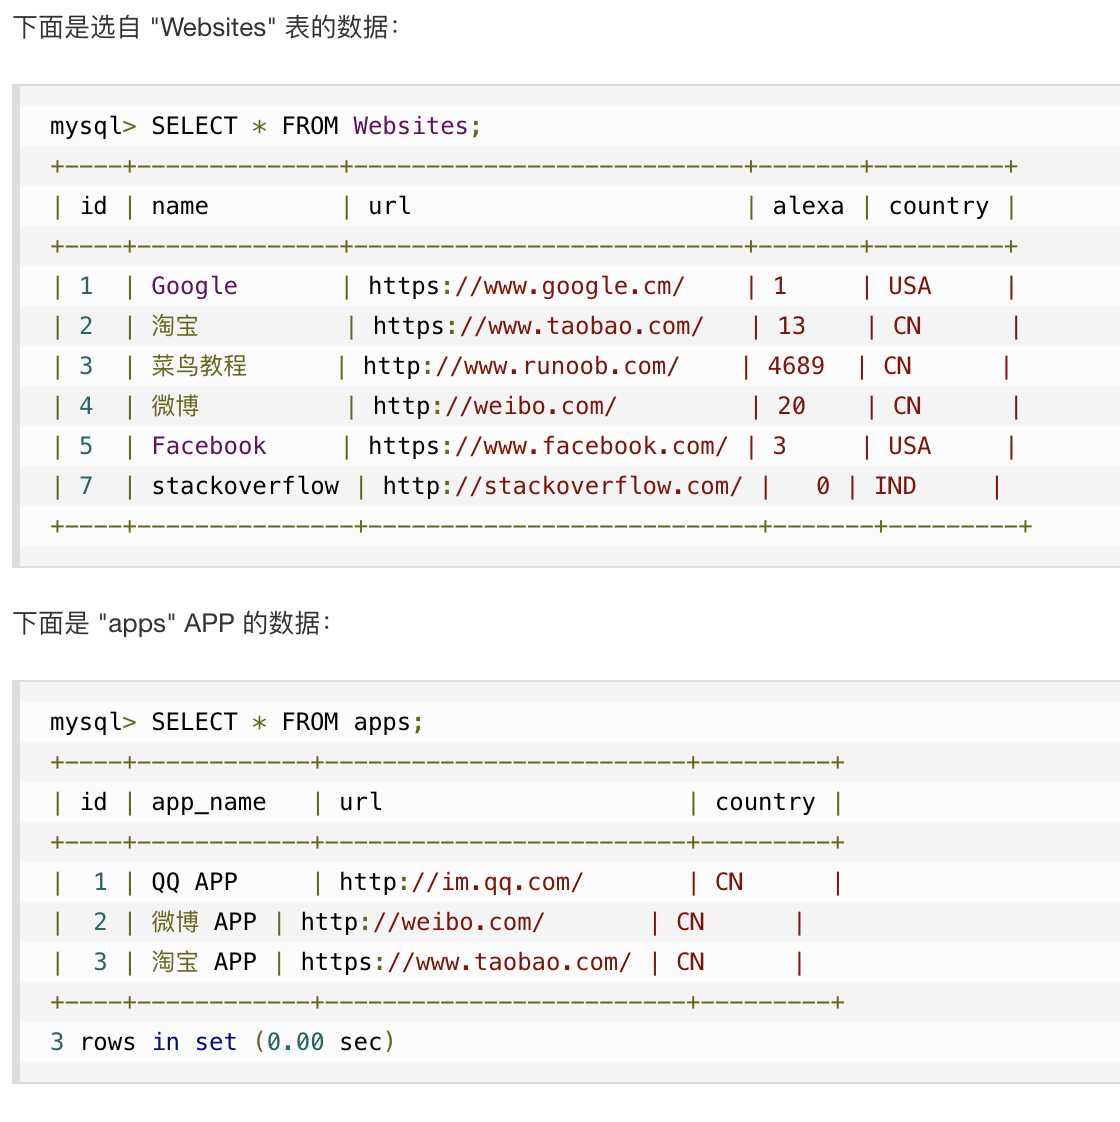 下面是选自 "Websites" 表的数据：
mysql> SELECT * FROM Websites;
+----+--------------+---------------------------+-------+---------+
| id | name         | url                       | alexa | country |
+----+--------------+---------------------------+-------+---------+
| 1  | Google       | https://www.google.cm/    | 1     | USA     |
| 2  | 淘宝          | https://www.taobao.com/   | 13    | CN      |
| 3  | 菜鸟教程      | http://www.runoob.com/    | 4689  | CN      |
| 4  | 微博          | http://weibo.com/         | 20    | CN      |
| 5  | Facebook     | https://www.facebook.com/ | 3     | USA     |
| 7  | stackoverflow | http://stackoverflow.com/ |   0 | IND     |
+----+---------------+---------------------------+-------+---------+
下面是 "apps" APP 的数据：
mysql> SELECT * FROM apps;
+----+------------+-------------------------+---------+
| id | app_name   | url                     | country |
+----+------------+-------------------------+---------+
|  1 | QQ APP     | http://im.qq.com/       | CN      |
|  2 | 微博 APP | http://weibo.com/       | CN      |
|  3 | 淘宝 APP | https://www.taobao.com/ | CN      |
+----+------------+-------------------------+---------+
3 rows in set (0.00 sec)